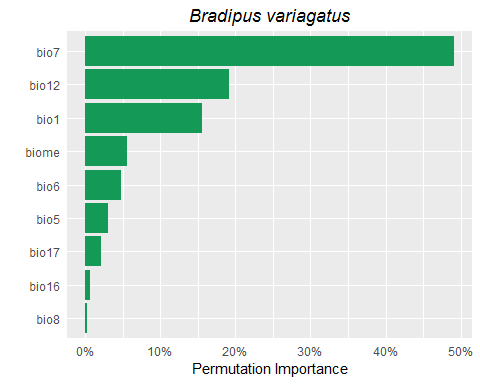 Bradipus variagatus
bio7
bio12
bio1
biome
bio6
bio5
bio17
bio16
bio8
0% 10% 20% 30% 40% 50%
Permutation Importance